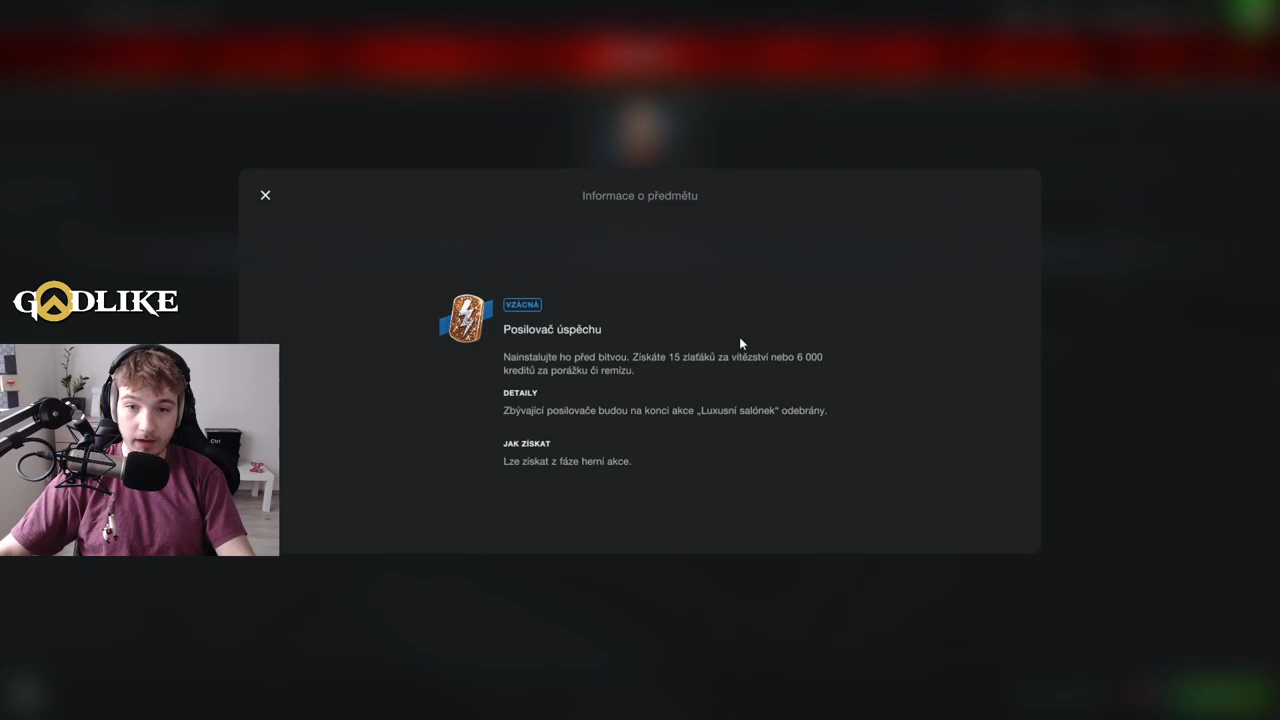 Informace o předmětu
VZÁCNÁ
Posilovač úspěchu
Nainstalujte ho před bitvou. Získáte 15 zlaťáků za vítězství nebo 6 000
kreditů za porážku či remízu.
DETAILY
Zbývající posilovače budou na konci akce „Luxusní salónek" odebrány.
JAK ZÍSKAT
Lze získat z fáze herní akce.
GODLIKE
Ctrl